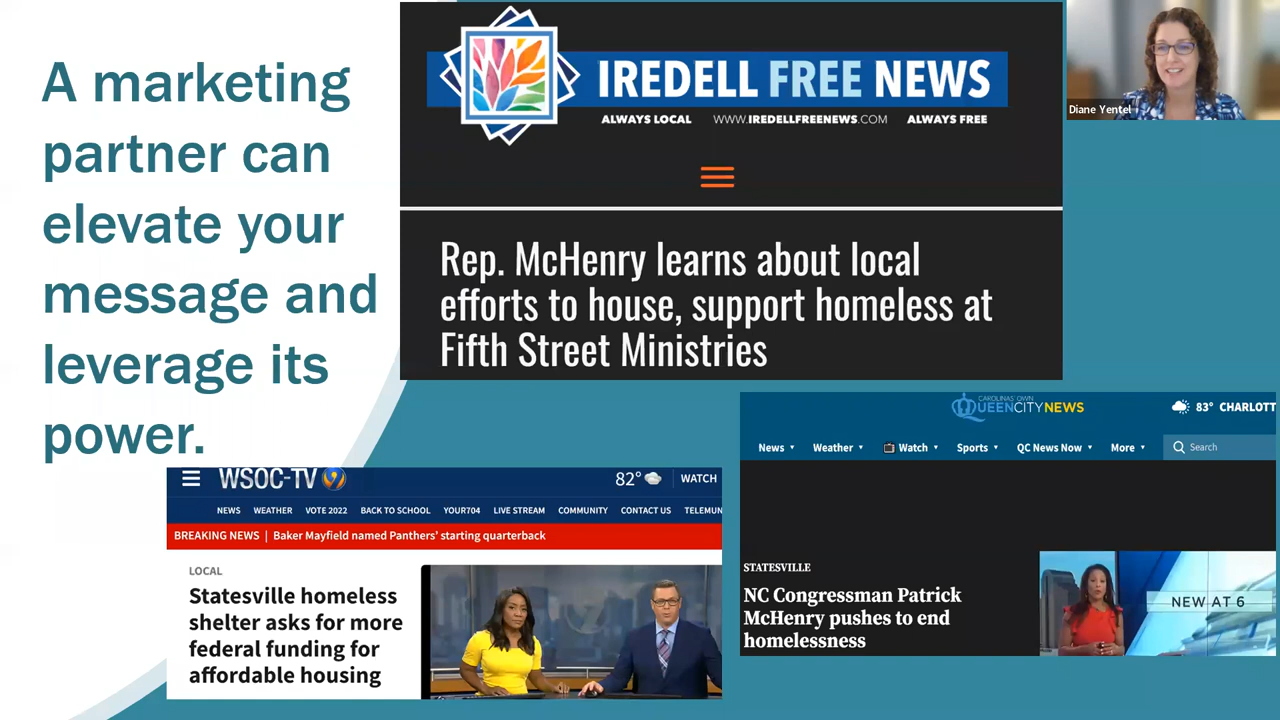 A marketing
partner can
elevate your
message and
leverage its
power.
IREDELL FREE NEWS
ALWAYS LOCAL WWW.IREDELLFREENEWS.COM ALWAYS FREE
Rep. McHenry learns about local
efforts to house, support homeless at
Fifth Street Ministries
Diane Yentel
WSOC-TV 9
82° WATCH
NEWS WEATHER VOTE 2022 BACK TO SCHOOL YOUR704 LIVE STREAM COMMUNITY CONTACT US TELEMUN
BREAKING NEWS | Baker Mayfield named Panthers' starting quarterback
LOCAL
Statesville homeless
shelter asks for more
federal funding for
affordable housing
CAROLINAS' OWN
QUEEN CITY NEWS
83° CHARLOTT
News Weather Watch Sports QC News Now More Search
STATESVILLE
NC Congressman Patrick
McHenry pushes to end
homelessness
NEW AT 6